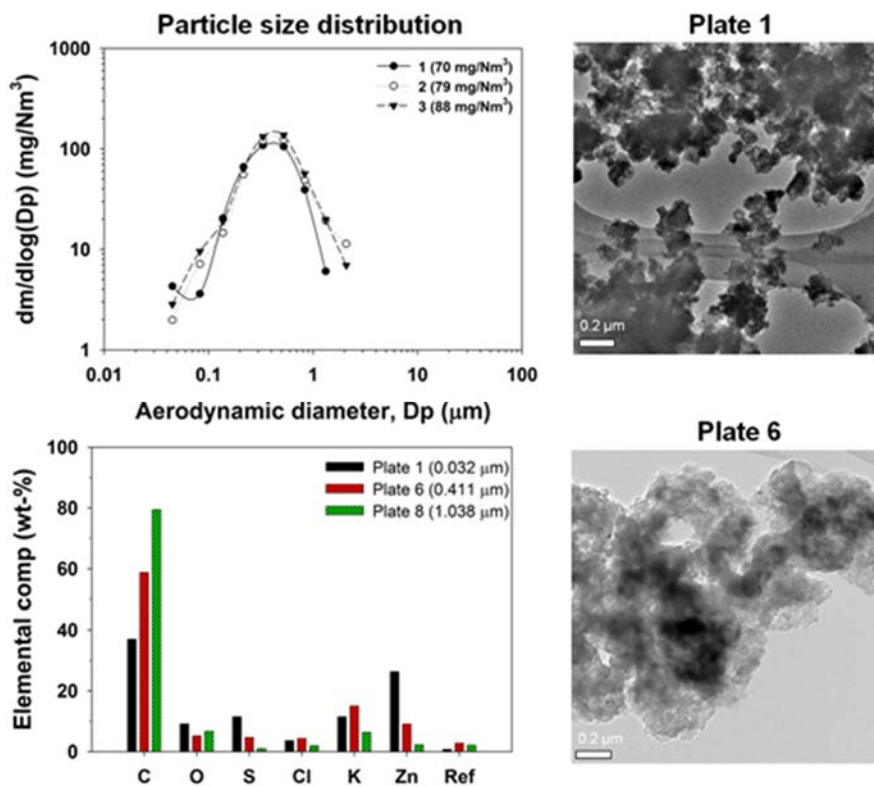 Particle size distribution
1000
100
10
1
dm/dlog(Dp) (mg/Nm³)
1 (70 mg/Nm³)
2 (79 mg/Nm³)
3 (88 mg/Nm³)
0.01 0.1 1 10 100
Aerodynamic diameter, Dp (μm)
Plate 1
0.2 μm
100
80
60
40
20
0
Elemental comp (wt-%)
Plate 1 (0.032 μm)
Plate 6 (0.411 μm)
Plate 8 (1.038 μm)
C O S Cl K Zn Ref
Plate 6
0.2 μm